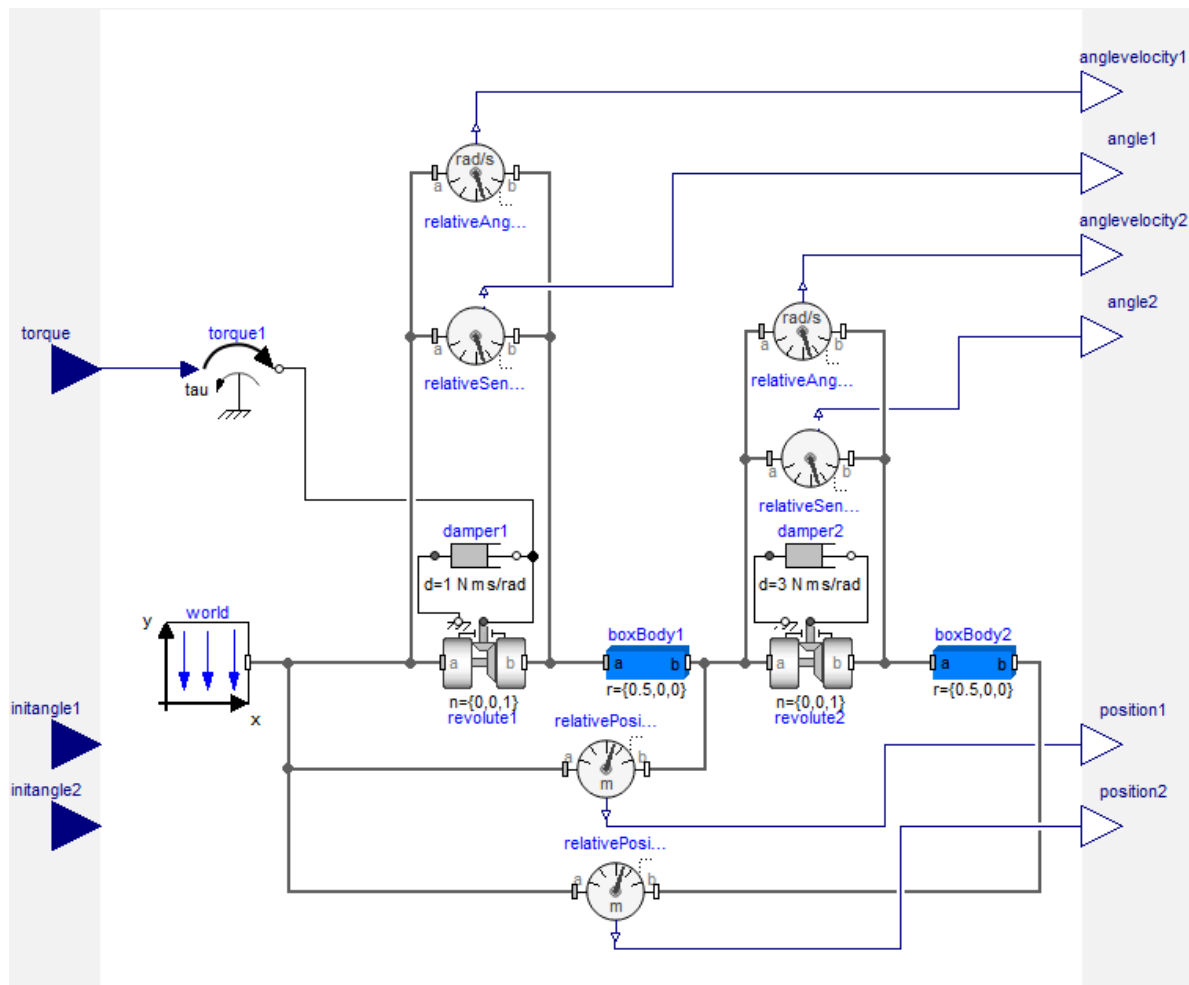 anglevelocity1
rad/s
a b
relativeAng...
angle1
anglevelocity2
torque
torque1
tau
a b
relativeSen...
rad/s
a b
relativeAng...
angle2
a b
relativeSen...
damper1
d=1 N m s/rad
damper2
d=3 N m s/rad
world
y
x
a b
n={0,0,1}
revolute1
boxBody1
a b
r={0.5,0,0}
a b
n={0,0,1}
revolute2
boxBody2
a b
r={0.5,0,0}
initangle1
relativePosi...
a b
m
position1
initangle2
relativePosi...
a b
m
position2